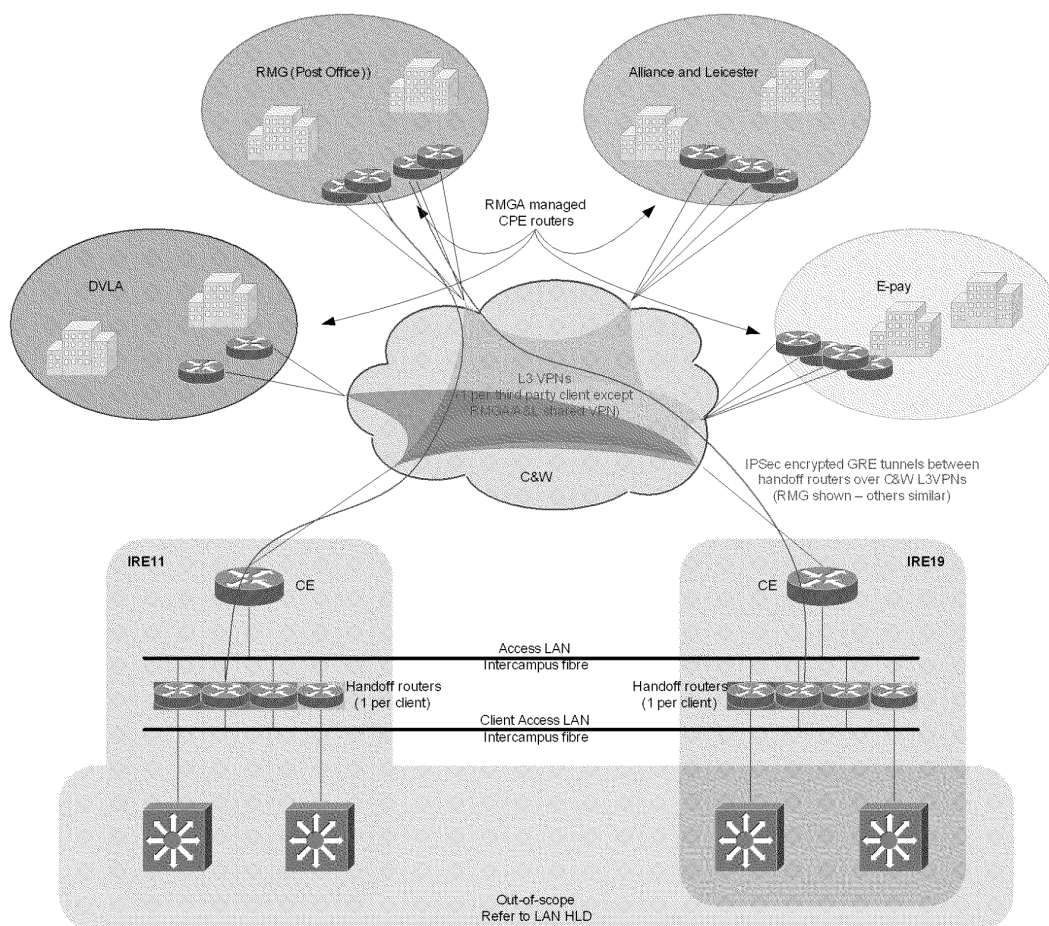 RMG (Post Office))
Alliance and Leicester
RMGA managed
CPE routers
DVLA
E-pay
L3 VPNs
(1 per third party client except
RMGA/A&L shared VPN)
C&W
IPSec encrypted GRE tunnels between
handoff routers over C&W L3VPNs
(RMG shown – others similar)
IRE11
IRE19
CE
CE
Access LAN
Intercampus fibre
Handoff routers
(1 per client)
Handoff routers
(1 per client)
Client Access LAN
Intercampus fibre
Out-of-scope
Refer to LAN HLD